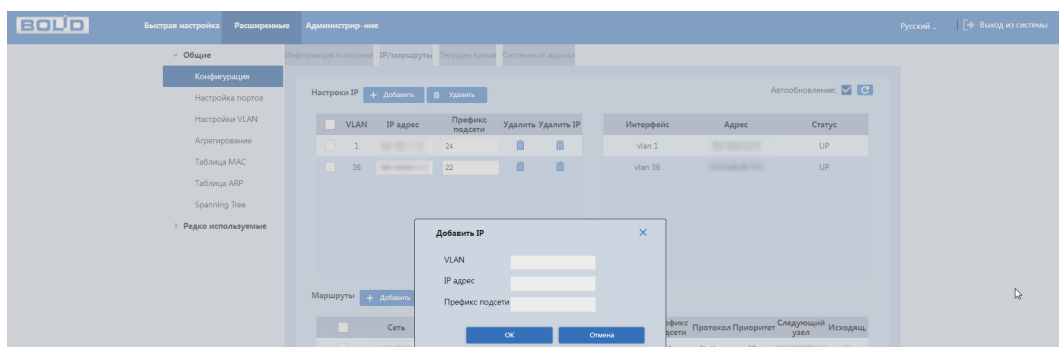 BOLID Быстрая настройка Расширенные Администрир-ние Русский Выход из системы
Общие Информация о системе IP/маршруты Текущее время Системный журнал
Конфигурация
Настройка портов Настроки IP + Добавить Удалить Автообновление:
Настройки VLAN VLAN IP адрес Префикс подсети Удалить Удалить IP Интерфейс Адрес Статус
Агрегирование 1 24 vlan 1 UP
Таблица MAC 36 22 vlan 36 UP
Таблица ARP
Spanning Tree
Редко используемые
Добавить IP
VLAN
IP адрес
Префикс подсети
Маршруты + Добавить
ОК Отмена
Сеть Протокол Приоритет Следующий узел Исходящ.